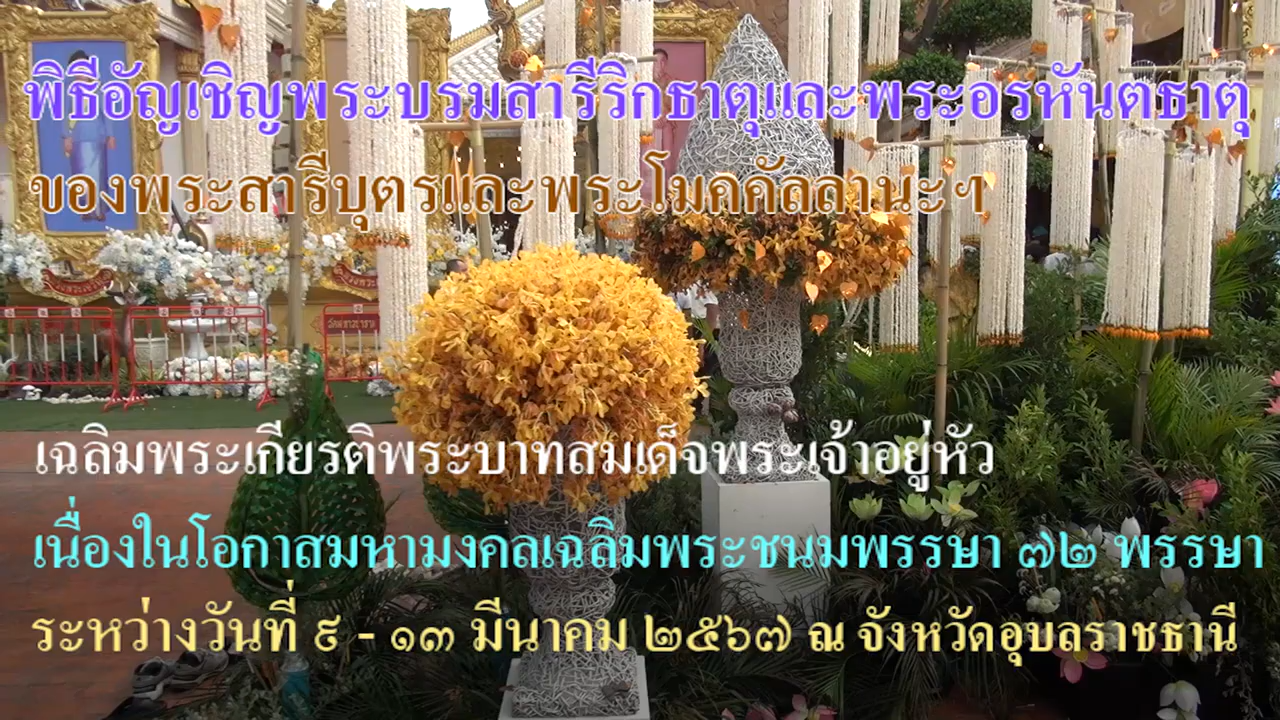 พิธีอัญเชิญพระบรมสารีริกธาตุและพระอรหันตธาตุ
ของพระสารีบุตรและพระโมคคัลลานะฯ
เฉลิมพระเกียรติพระบาทสมเด็จพระเจ้าอยู่หัว
เนื่องในโอกาสมหามงคลเฉลิมพระชนมพรรษา ๗๒ พรรษา
ระหว่างวันที่ ๙ - ๑๓ มีนาคม ๒๕๖๗ ณ จังหวัดอุบลราชธานี